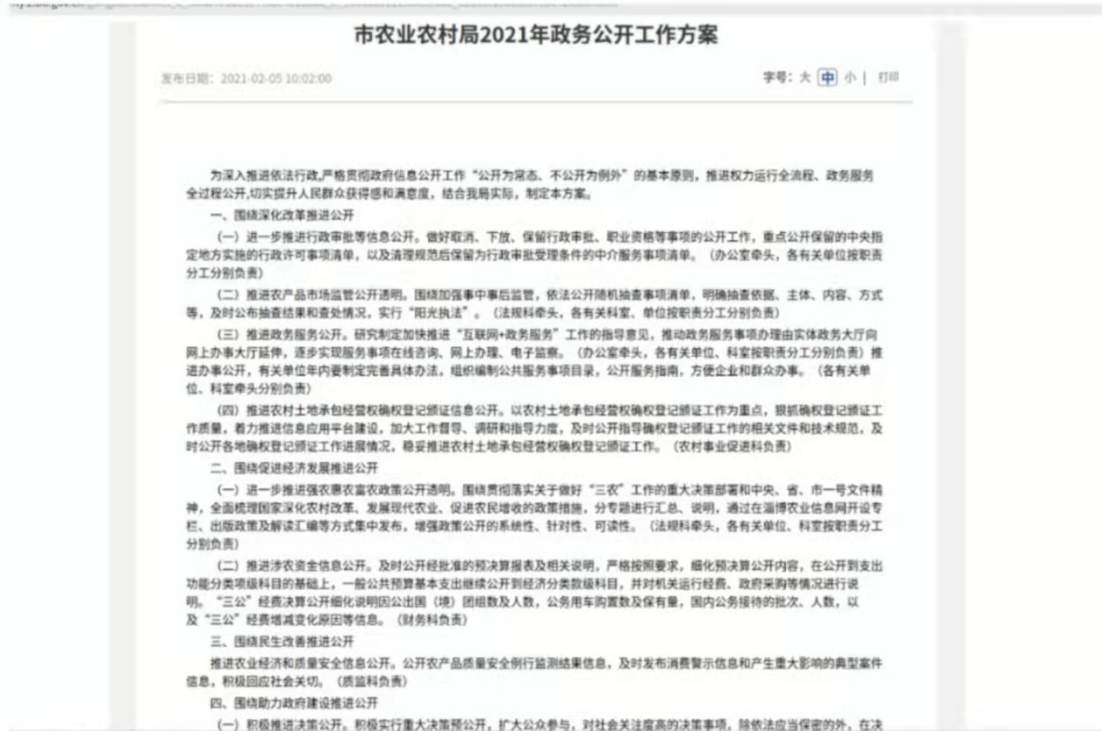 市农业农村局2021年政务公开工作方案
发布日期：2021-02-05 10:02:00 字号：大 中 小 | 打印
为深入推进依法行政,严格贯彻政府信息公开工作“公开为常态、不公开为例外”的基本原则，推进权力运行全流程、政务服务
全过程公开,切实提升人民群众获得感和满意度，结合我局实际，制定本方案。
一、围绕深化改革推进公开
（一）进一步推进行政审批等信息公开。做好取消、下放、保留行政审批、职业资格等事项的公开工作，重点公开保留的中央指
定地方实施的行政许可事项清单，以及清理规范后保留为行政审批受理条件的中介服务事项清单。（办公室牵头，各有关单位按职责
分工分别负责）
（二）推进农产品市场监管公开透明。围绕加强事中事后监管，依法公开随机抽查事项清单，明确抽查依据、主体、内容、方式
等，及时公布抽查结果和查处情况，实行“阳光执法”。（法规科牵头，各有关科室、单位按职责分工分别负责）
（三）推进政务服务公开。研究制定加快推进“互联网+政务服务”工作的指导意见，推动政务服务事项办理由实体政务大厅向
网上办事大厅延伸，逐步实现服务事项在线咨询、网上办理、电子监察。（办公室牵头，各有关单位、科室按职责分工分别负责）推
进办事公开，有关单位年内要制定完善具体办法，组织编制公共服务事项目录，公开服务指南，方便企业和群众办事。（各有关单
位、科室牵头分别负责）
（四）推进农村土地承包经营权确权登记颁证信息公开。以农村土地承包经营权确权登记颁证工作为重点，狠抓确权登记颁证工
作质量，着力推进信息应用平台建设，加大工作督导、调研和指导力度，及时公开指导确权登记颁证工作的相关文件和技术规范，及
时公开各地确权登记颁证工作进展情况，稳妥推进农村土地承包经营权确权登记工作。（农村事业促进科负责）
二、围绕促进经济发展推进公开
（一）进一步推进强农惠农富农政策公开透明。围绕贯彻落实关于做好“三农”工作的重大决策部署和中央、省、市一号文件精
神，全面梳理国家深化农村改革、发展现代农业、促进农民增收的政策措施，分专题进行汇总、说明，通过在淄博农业信息网开设专
栏、出版政策及解读汇编等方式集中发布，增强政策公开的系统性、针对性、可读性。（法规科牵头，各有关单位、科室按职责分工
分别负责）
（二）推进涉农资金信息公开。及时公开经批准的预决算报表及相关说明，严格按照要求，细化预决算公开内容，在公开到支出
功能分类项级科目的基础上，一般公共预算基本支出继续公开到经济分类款级科目，并对机关运行经费、政府采购等情况进行说
明。“三公”经费决算公开细化说明因公出国（境）团组数及人数，公务用车购置数及保有量，国内公务接待的批次、人数，以
及“三公”经费增减变化原因等信息。（财务科负责）
三、围绕民生改善推进公开
推进农业经济和质量安全信息公开。公开农产品质量安全例行监测结果信息，及时发布消费警示信息和产生重大影响的典型案件
信息，积极回应社会关切。（质监科负责）
四、围绕助力政府建设推进公开
（一）积极推进决策公开。积极实行重大决策预公开，扩大公众参与，对社会关注度高的决策事项，除依法应当保密的外，在决